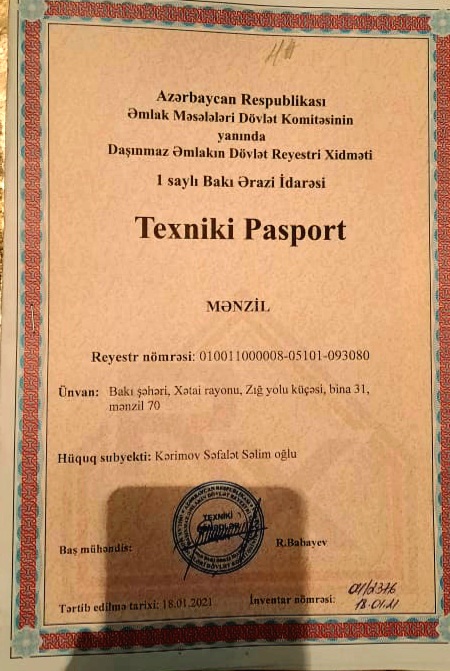 Azərbaycan Respublikası
Əmlak Məsələləri Dövlət Komitəsinin
yanında
Daşınmaz Əmlakın Dövlət Reyestri Xidməti
1 saylı Bakı Ərazi İdarəsi
Texniki Pasport
MƏNZİL
Reyestr nömrəsi: 010011000008-05101-093080
Ünvan: Bakı şəhəri, Xətai rayonu, Zığ yolu küçəsi, bina 31,
mənzil 70
Hüquq subyekti: Kərimov Səfalət Səlim oğlu
TEXNİKİ
Baş mühəndis: R.Babayev
Tərtib edilmə tarixi: 18.01.2021 İnventar nömrəsi:
18.01.21